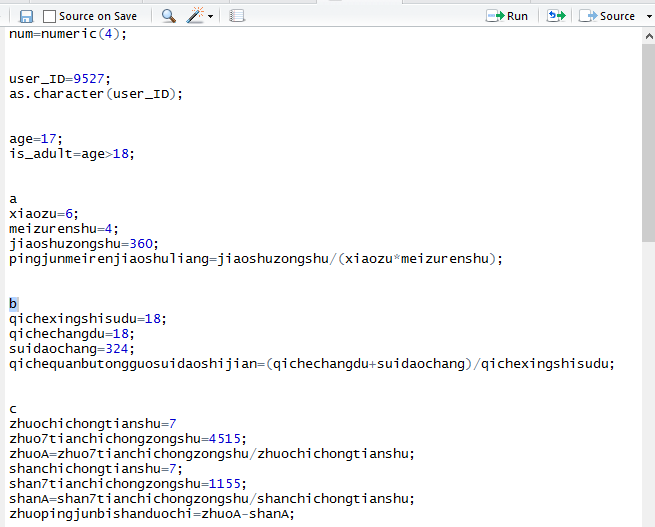 Source on Save Run Source
num=numeric(4);
user_ID=9527;
as.character(user_ID);
age=17;
is_adult=age>18;
a
xiaozu=6;
meizurenshu=4;
jiaoshuzongshu=360;
pingjunmeirenjiaoshuliang=jiaoshuzongshu/(xiaozu*meizurenshu);
b
qichexingshisudu=18;
qichechangdu=18;
suidaochang=324;
qichequanbutongguosuidaoshijian=(qichechangdu+suidaochang)/qichexingshisudu;
c
zhuochichongtianshu=7
zhuo7tianchichongzongshu=4515;
zhuoA=zhuo7tianchichongzongshu/zhuochichongtianshu;
shanchichongtianshu=7;
shan7tianchichongzongshu=1155;
shanA=shan7tianchichongzongshu/shanchichongtianshu;
zhuopingjunbishanduochi=zhuoA-shanA;